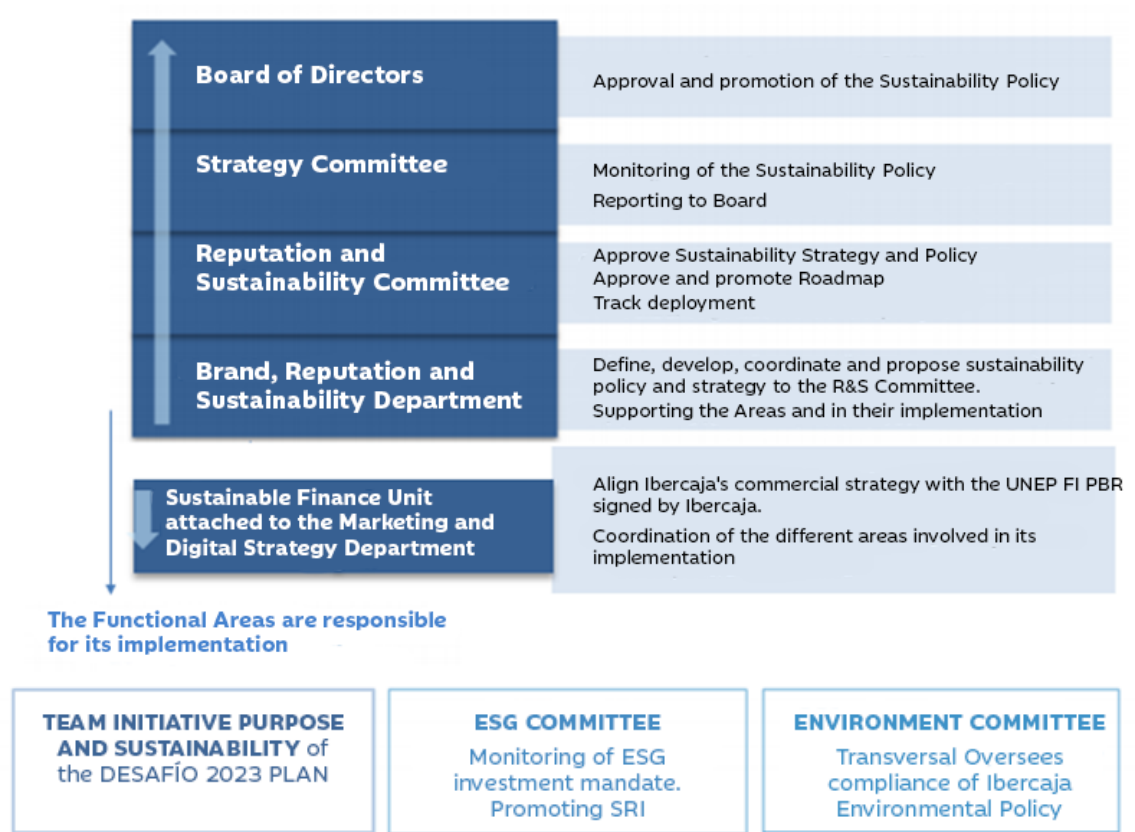 Board of Directors
Approval and promotion of the Sustainability Policy
Strategy Committee
Monitoring of the Sustainability Policy
Reporting to Board
Reputation and
Sustainability Committee
Approve Sustainability Strategy and Policy
Approve and promote Roadmap
Track deployment
Brand, Reputation and
Sustainability Department
Define, develop, coordinate and propose sustainability
policy and strategy to the R&S Committee.
Supporting the Areas and in their implementation
Sustainable Finance Unit
attached to the Marketing and
Digital Strategy Department
Align Ibercaja's commercial strategy with the UNEP FI PBR
signed by Ibercaja.
Coordination of the different areas involved in its
implementation
The Functional Areas are responsible
for its implementation
TEAM INITIATIVE PURPOSE
AND SUSTAINABILITY of
the DESAFÍO 2023 PLAN
ESG COMMITTEE
Monitoring of ESG
investment mandate.
Promoting SRI
ENVIRONMENT COMMITTEE
Transversal Oversees
compliance of Ibercaja
Environmental Policy